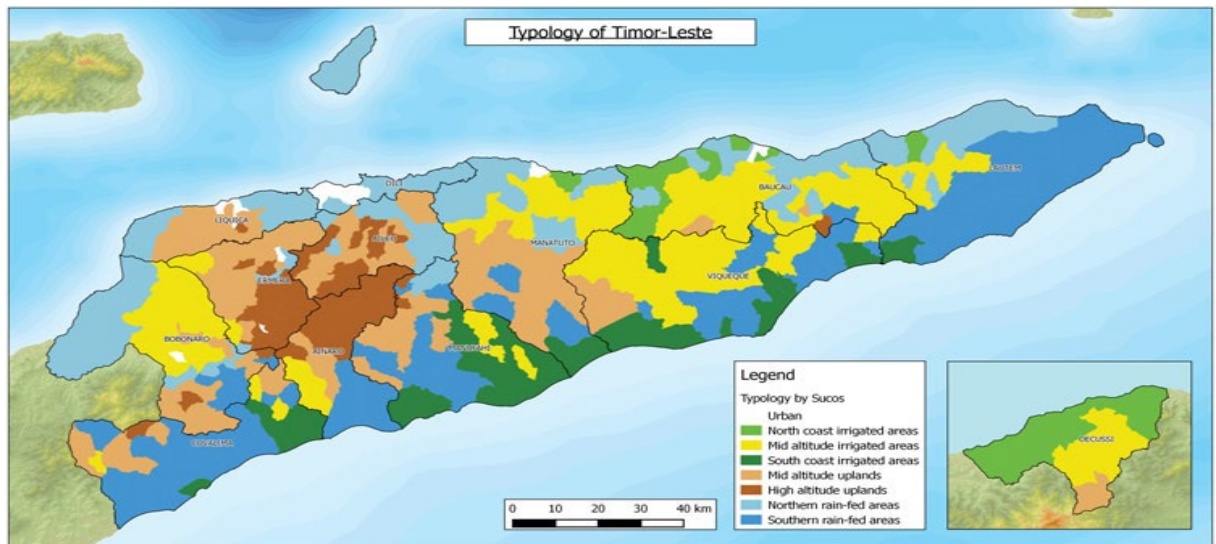 Typology of Timor-Leste
DILI
LIQUICA
AILEU
BAUCAU
LAUTEM
MANATUTO
ERMERA
VIQUEQUE
BOBONARO
AINARO
MANUFAHI
COVALIMA
Legend
Typology by Sucos
Urban
North coast irrigated areas
Mid altitude irrigated areas
South coast irrigated areas
Mid altitude uplands
High altitude uplands
Northern rain-fed areas
Southern rain-fed areas
0 10 20 30 40 km
OECUSSI